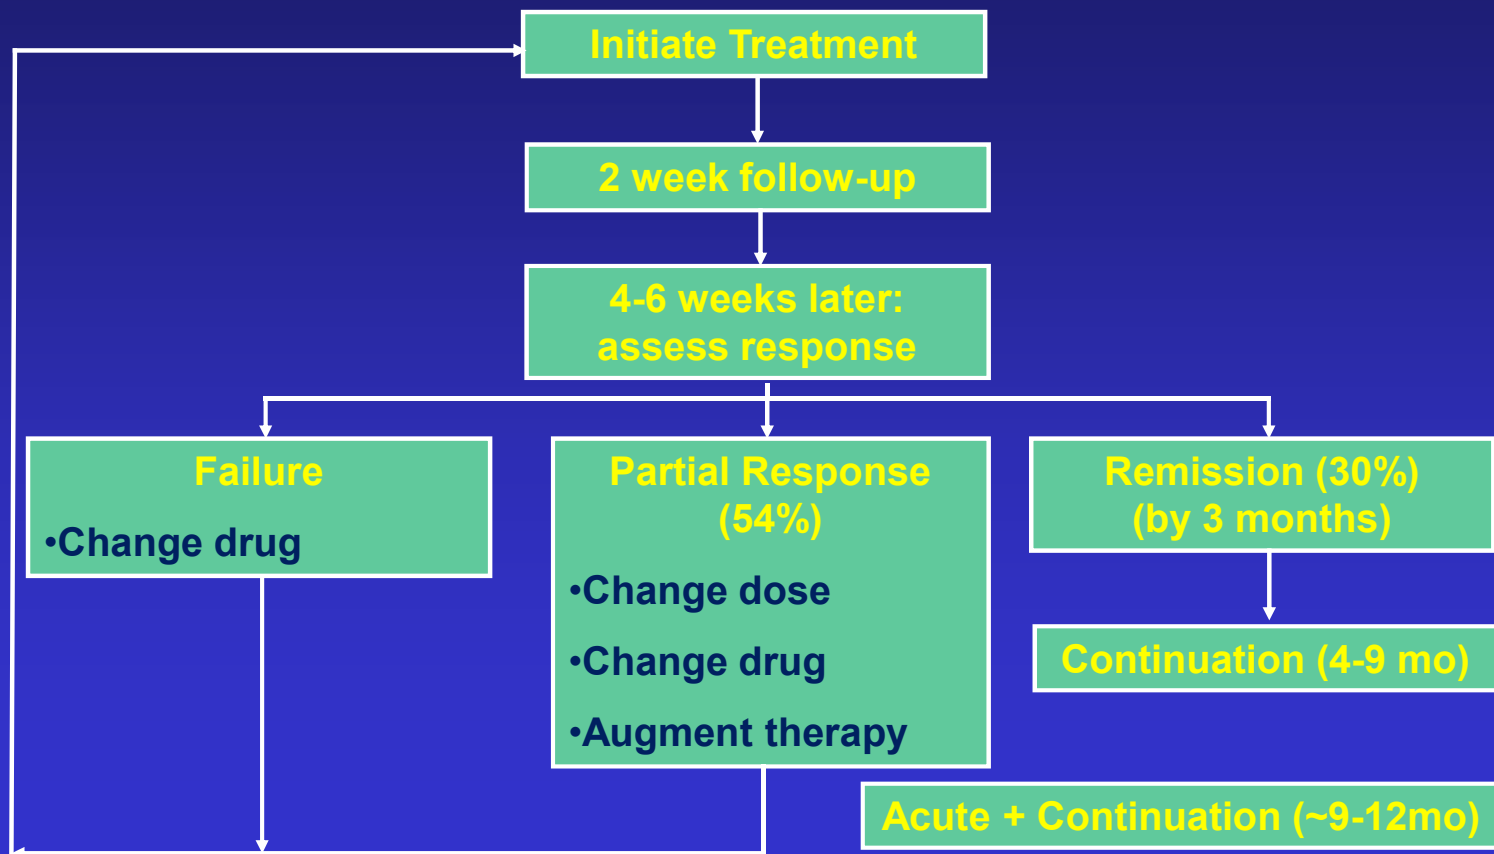 Initiate Treatment
2 week follow-up
4-6 weeks later:
assess response
Failure
•Change drug
Partial Response
(54%)
•Change dose
•Change drug
•Augment therapy
Remission (30%)
(by 3 months)
Continuation (4-9 mo)
Acute + Continuation (~9-12mo)